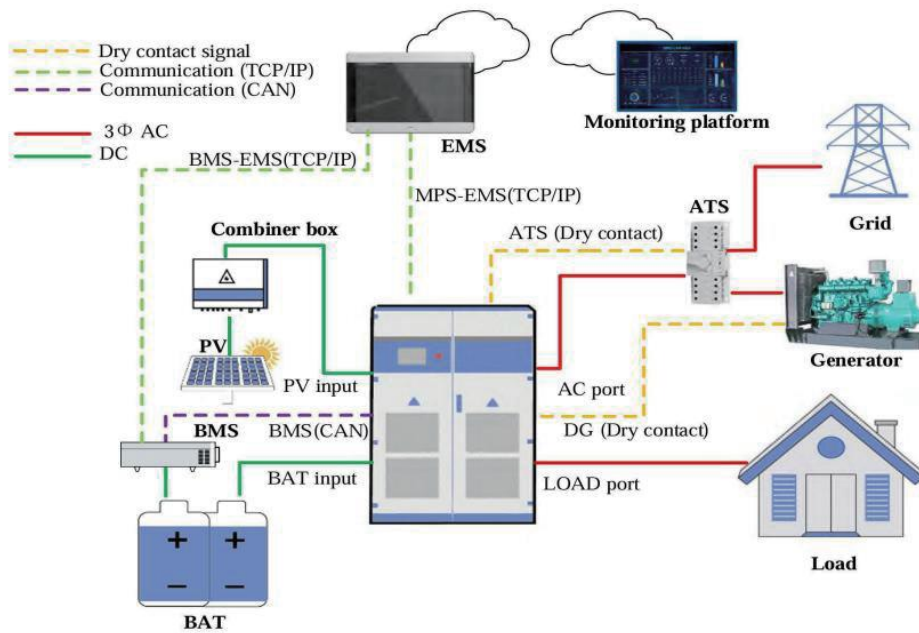 Dry contact signal
Communication (TCP/IP)
Communication (CAN)
3Φ AC
DC
EMS
Monitoring platform
BMS-EMS(TCP/IP)
MPS-EMS(TCP/IP)
Combiner box
ATS
ATS (Dry contact)
Grid
PV
PV input
AC port
Generator
BMS
BMS(CAN)
DG (Dry contact)
BAT input
LOAD port
+ +
− −
Load
BAT